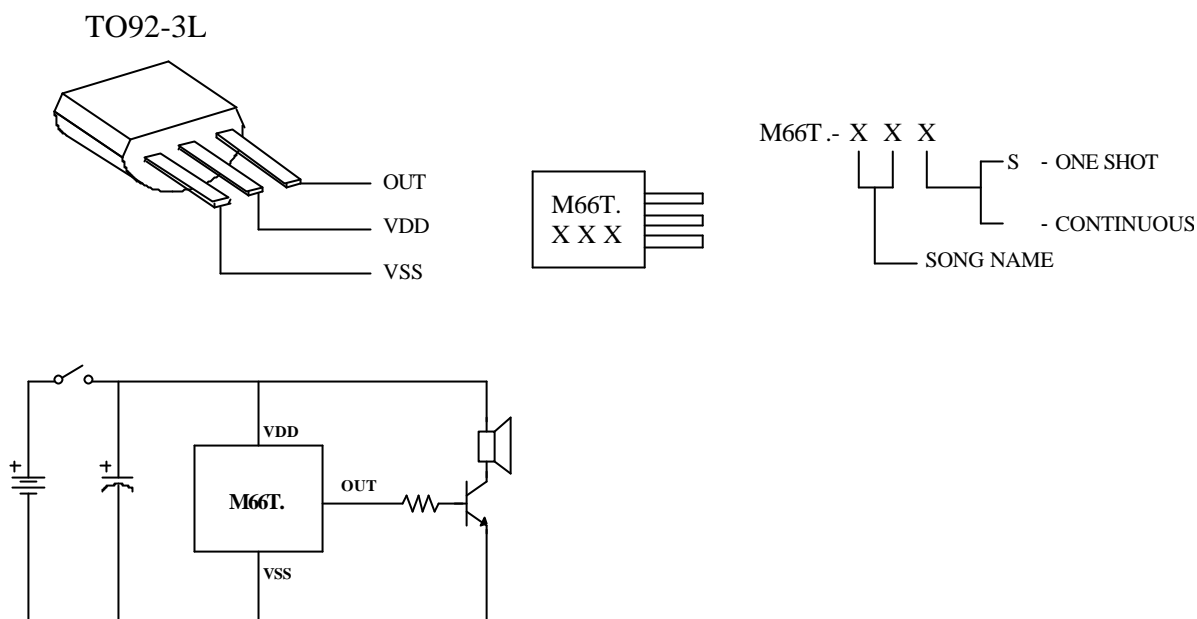 TO92-3L
OUT
VDD
VSS
M66T.
X X X
M66T .- X X X
S - ONE SHOT
- CONTINUOUS
SONG NAME
+
+
VDD
M66T.
OUT
VSS